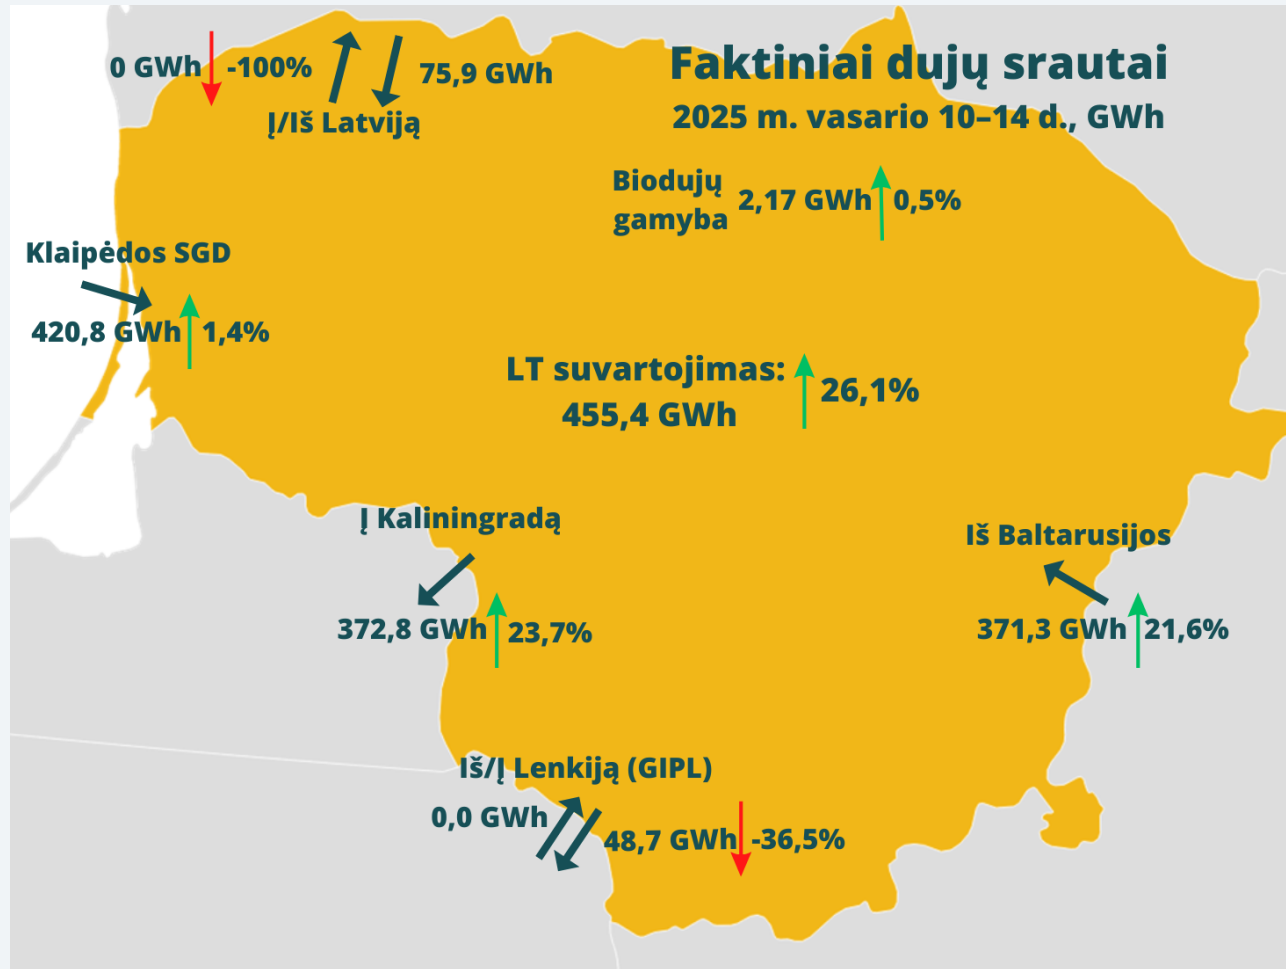 Faktiniai dujų srautai
2025 m. vasario 10–14 d., GWh
0 GWh -100%
75,9 GWh
Į/Iš Latviją
Biodujų
gamyba
2,17 GWh 0,5%
Klaipėdos SGD
420,8 GWh 1,4%
LT suvartojimas:
455,4 GWh
26,1%
Į Kaliningradą
372,8 GWh 23,7%
Iš Baltarusijos
371,3 GWh 21,6%
Iš/Į Lenkiją (GIPL)
0,0 GWh
48,7 GWh -36,5%